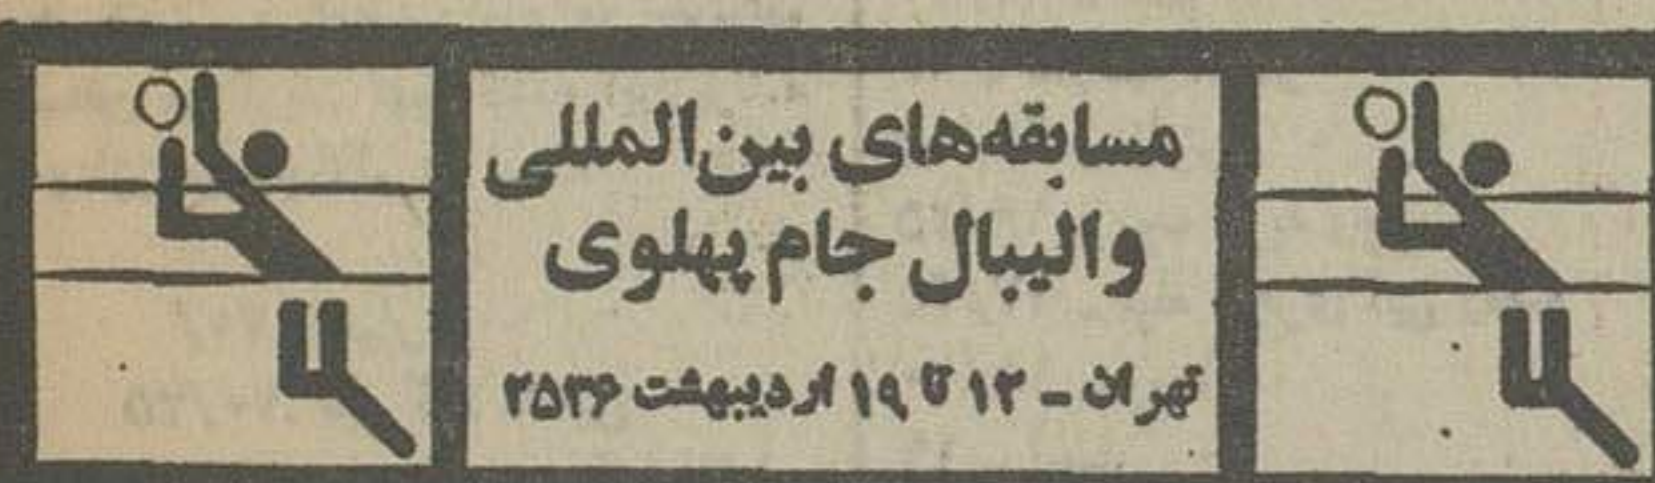 مسابقه‌های بین‌المللی
والیبال جام پهلوی
تهران - ۱۲ تا ۱۹ اردیبهشت ۲۵۳۶